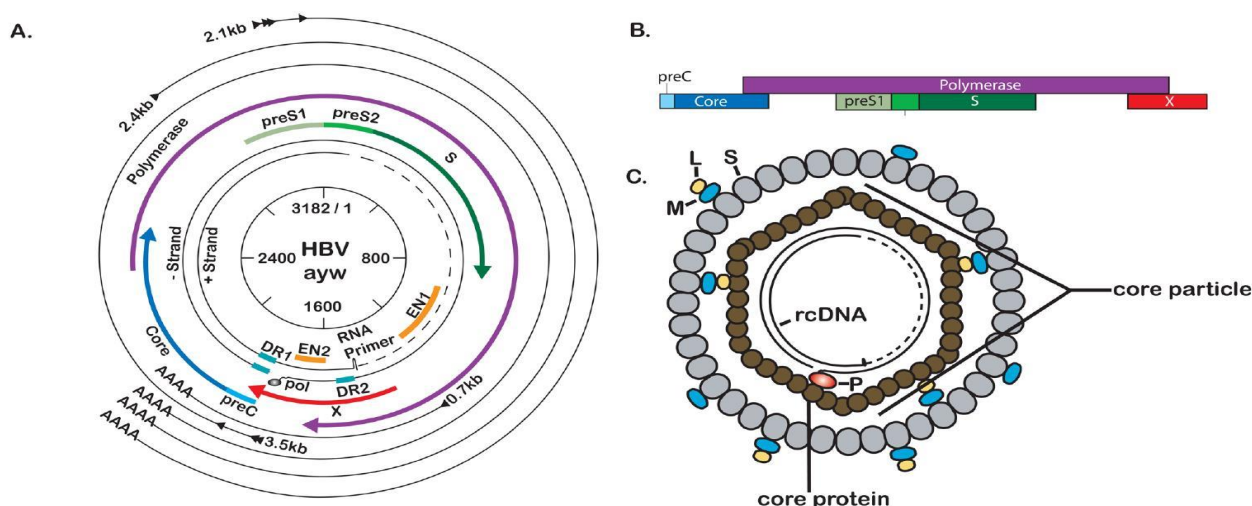 A.
2.1kb
2.4kb
Polymerase
preS1
preS2
S
- Strand
+ Strand
3182 / 1
HBV
ayw
2400
800
1600
EN1
RNA
Primer
DR1
EN2
pol
DR2
X
Core
preC
0.7kb
3.5kb
AAAA
AAAA
AAAA
AAAA
B.
preC
Polymerase
Core
preS1
S
X
C.
L
S
M
rcDNA
P
core particle
core protein